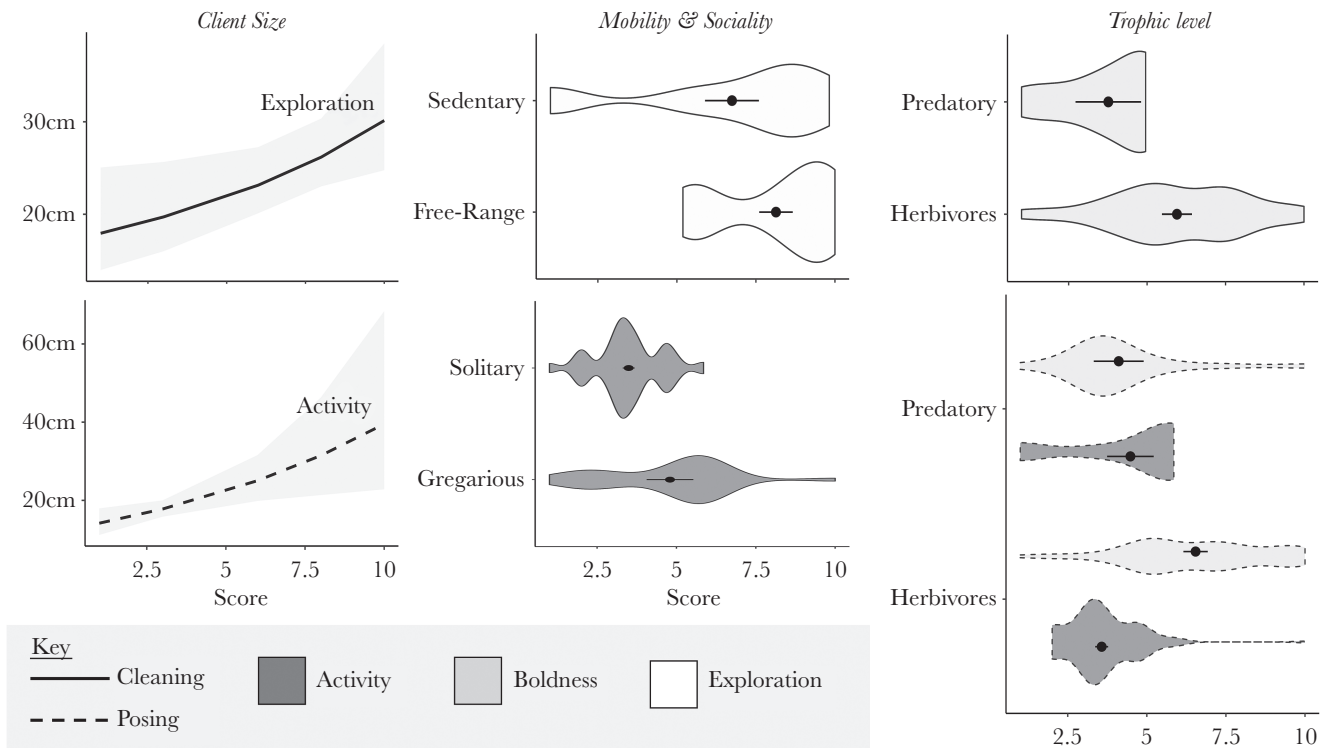 Client Size
Mobility & Sociality
Trophic level
Exploration
30cm
20cm
Sedentary
Free-Range
Predatory
Herbivores
60cm
40cm
20cm
Activity
2.5 5 7.5 10
Score
Solitary
Gregarious
2.5 5 7.5 10
Score
Predatory
Herbivores
2.5 5 7.5 10
Key
Cleaning
Posing
Activity
Boldness
Exploration